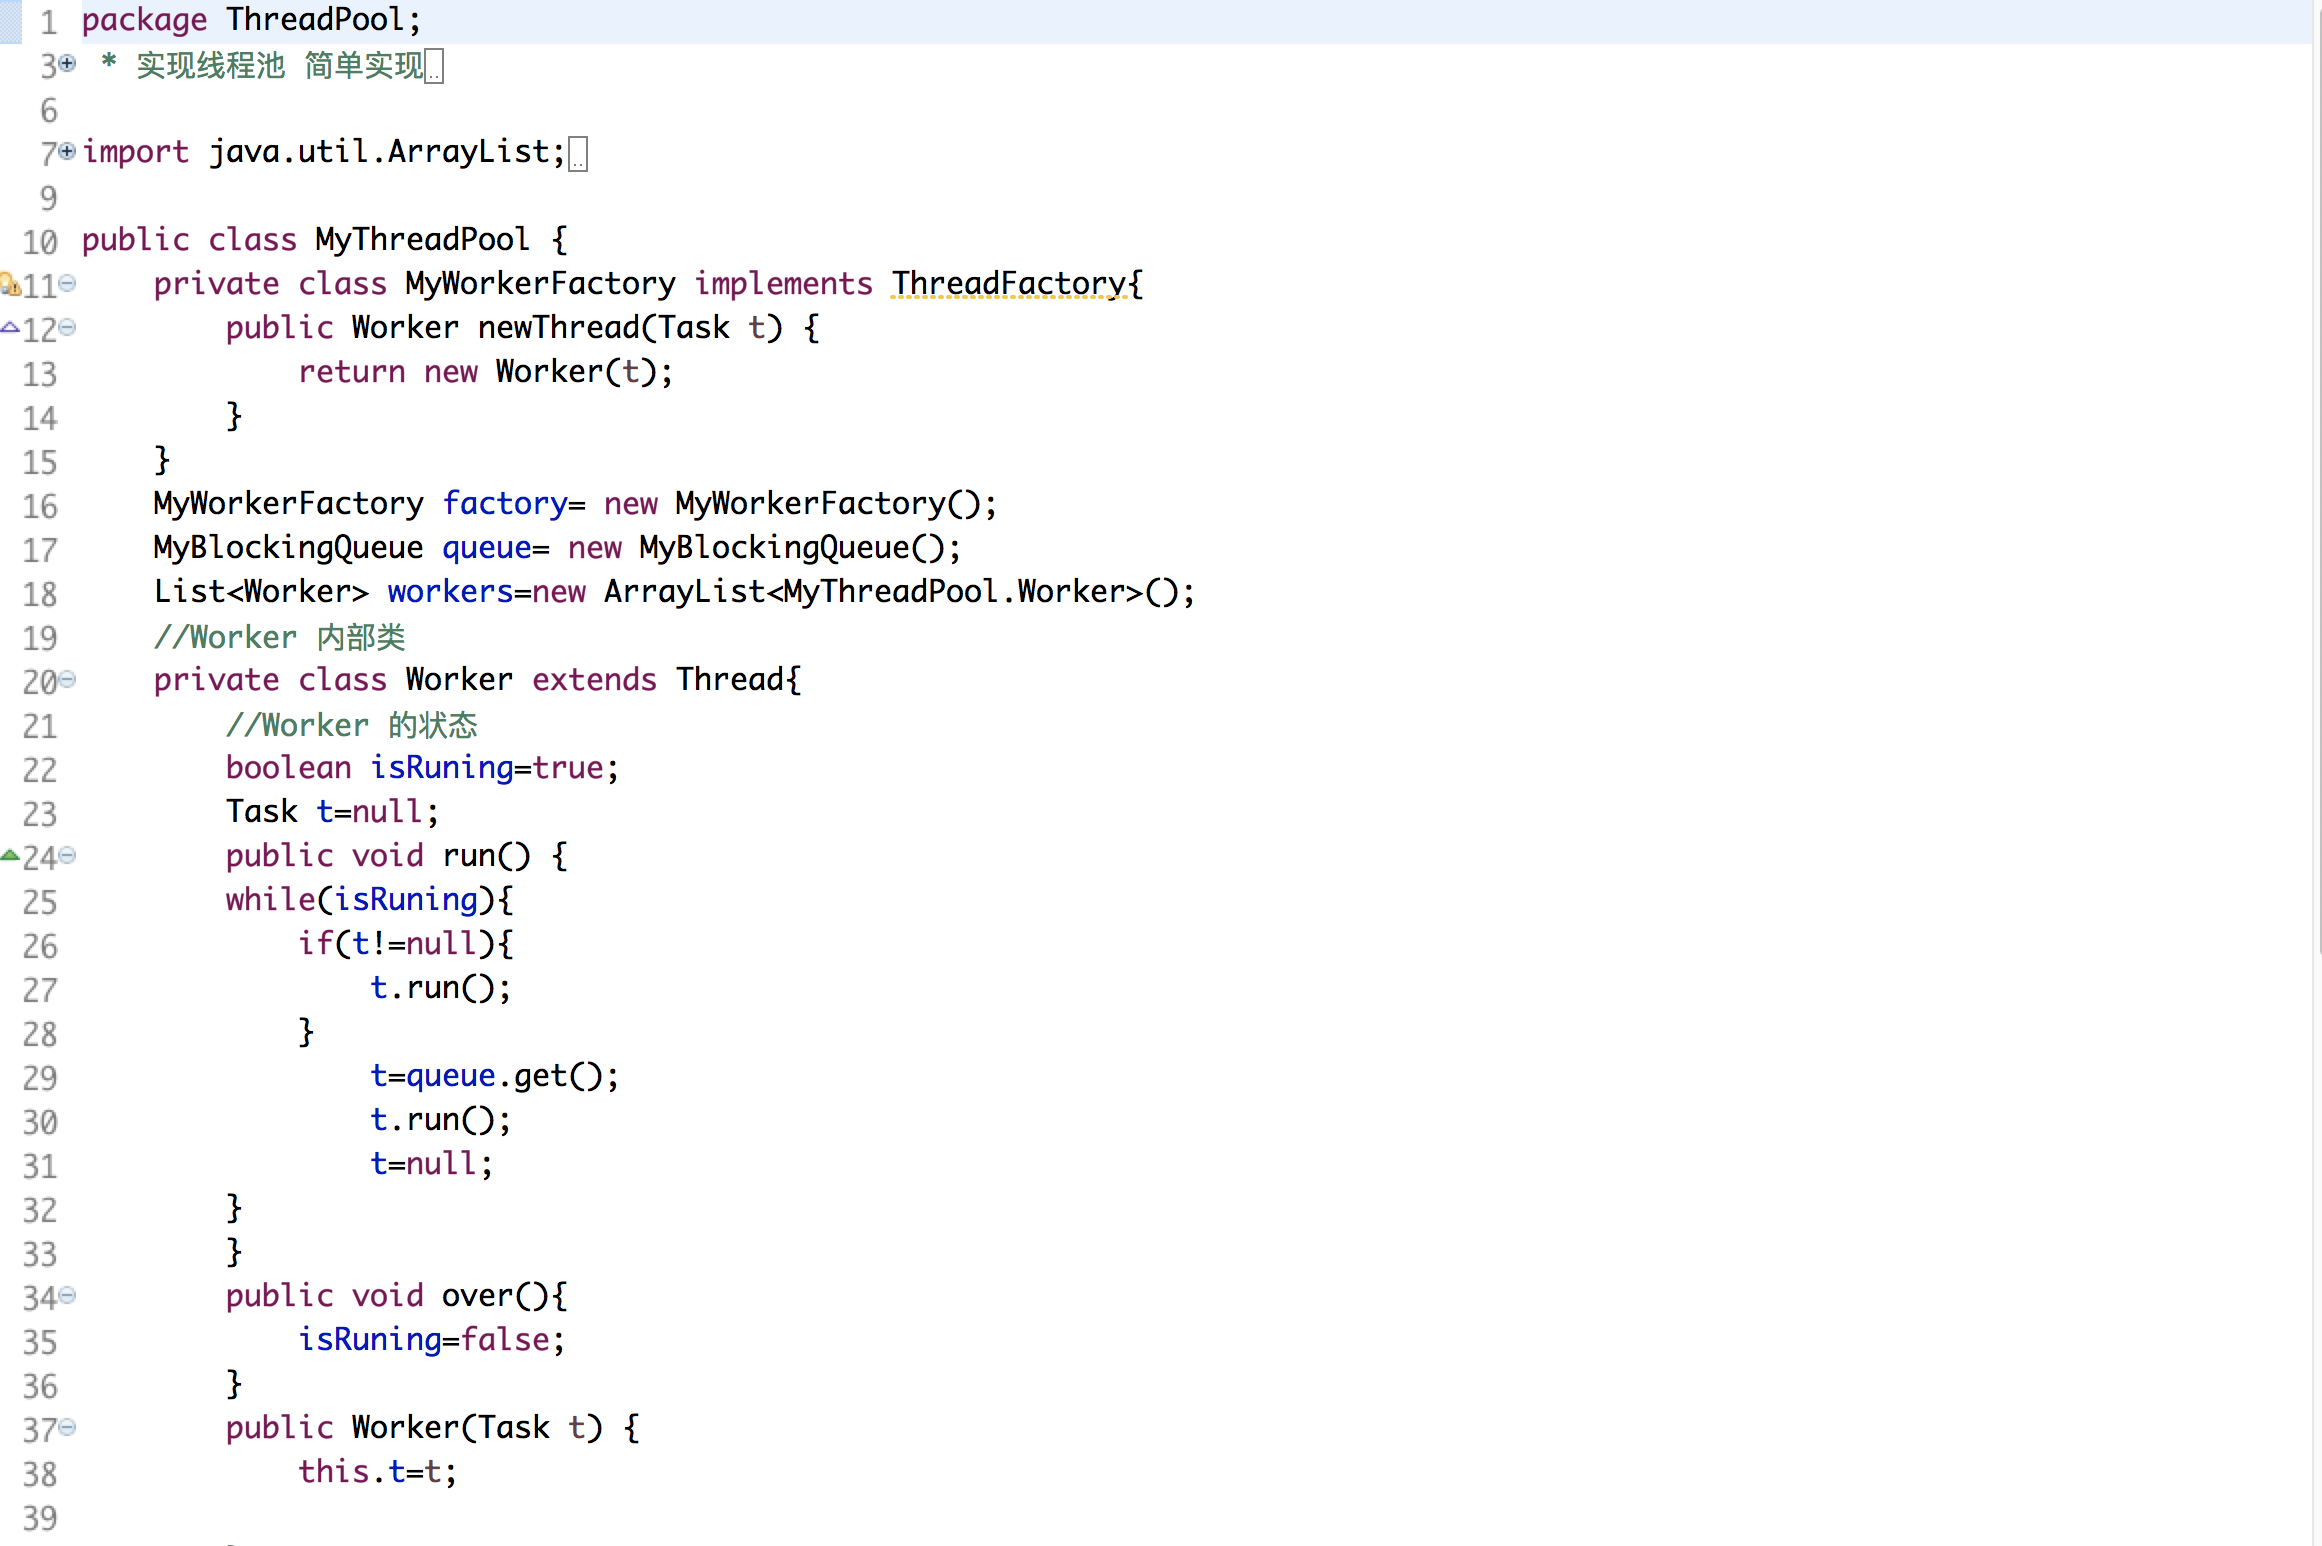 1 package ThreadPool;
3 * 实现线程池 简单实现
6
7 import java.util.ArrayList;
9
10 public class MyThreadPool {
11     private class MyWorkerFactory implements ThreadFactory{
12         public Worker newThread(Task t) {
13             return new Worker(t);
14         }
15     }
16     MyWorkerFactory factory= new MyWorkerFactory();
17     MyBlockingQueue queue= new MyBlockingQueue();
18     List<Worker> workers=new ArrayList<MyThreadPool.Worker>();
19     //Worker 内部类
20     private class Worker extends Thread{
21         //Worker 的状态
22         boolean isRuning=true;
23         Task t=null;
24         public void run() {
25         while(isRuning){
26             if(t!=null){
27                 t.run();
28             }
29                 t=queue.get();
30                 t.run();
31                 t=null;
32         }
33         }
34         public void over(){
35             isRuning=false;
36         }
37         public Worker(Task t) {
38             this.t=t;
39